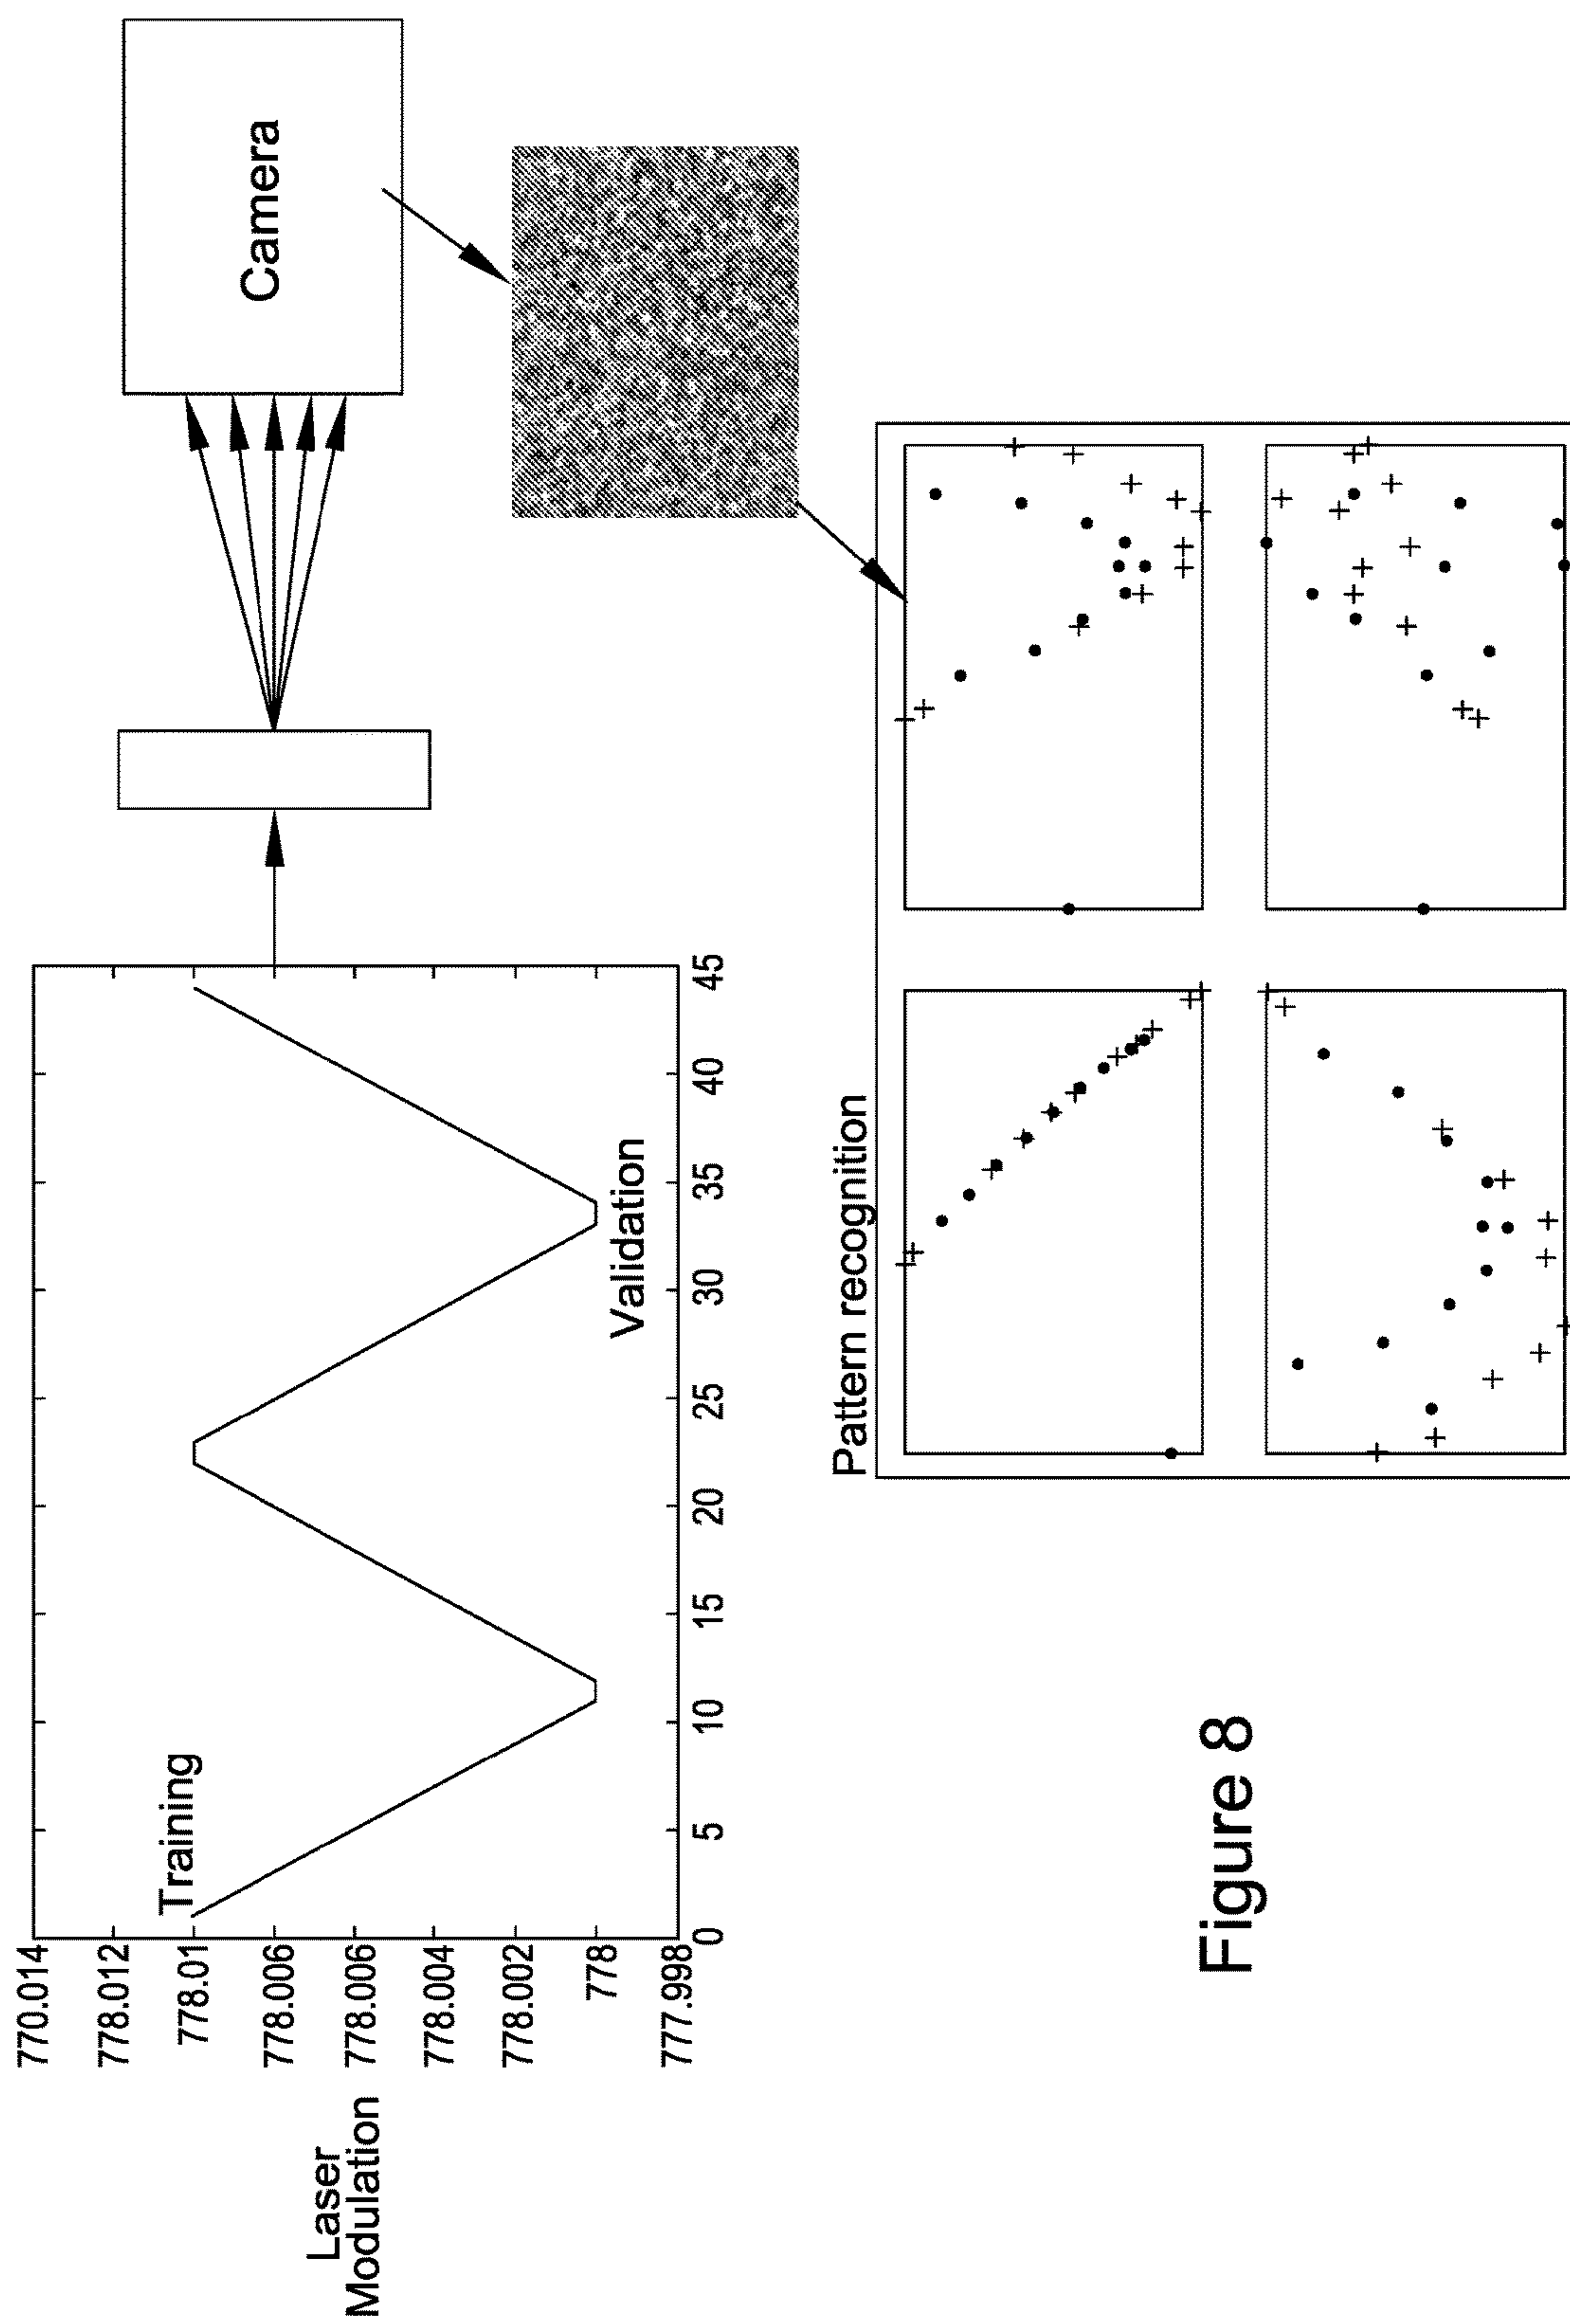 Laser
Modulation
770.014
778.012
778.01
778.006
778.006
778.004
778.002
778
777.998
Training
Validation
0 5 10 15 20 25 30 35 40 45
Camera
Pattern recognition
Figure 8